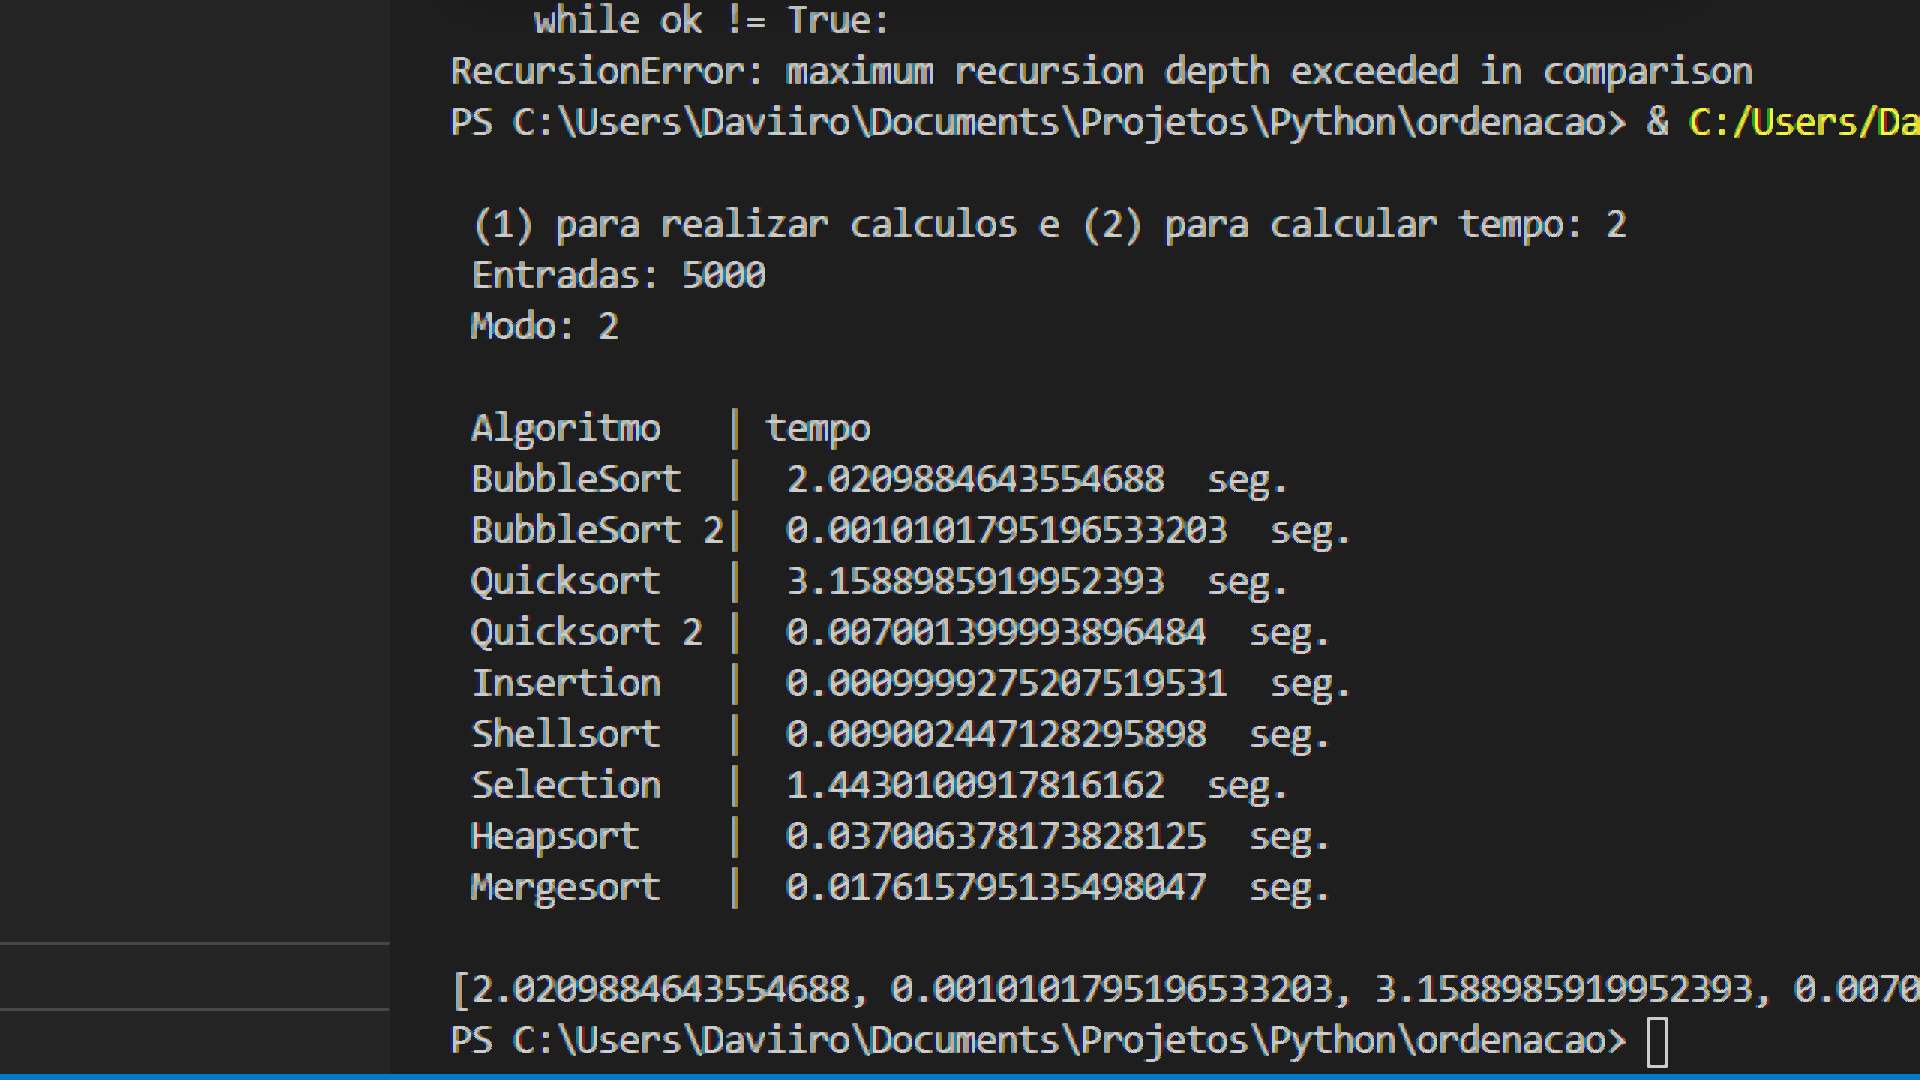 while ok != True:
RecursionError: maximum recursion depth exceeded in comparison
PS C:\Users\Daviiro\Documents\Projetos\Python\ordenacao> & C:/Users/Da
(1) para realizar calculos e (2) para calcular tempo: 2
Entradas: 5000
Modo: 2
Algoritmo | tempo
BubbleSort | 2.0209884643554688 seg.
BubbleSort 2| 0.0010101795196533203 seg.
Quicksort | 3.1588985919952393 seg.
Quicksort 2 | 0.007001399993896484 seg.
Insertion | 0.0009999275207519531 seg.
Shellsort | 0.009002447128295898 seg.
Selection | 1.4430100917816162 seg.
Heapsort | 0.037006378173828125 seg.
Mergesort | 0.017615795135498047 seg.
[2.0209884643554688, 0.0010101795196533203, 3.1588985919952393, 0.0070
PS C:\Users\Daviiro\Documents\Projetos\Python\ordenacao>